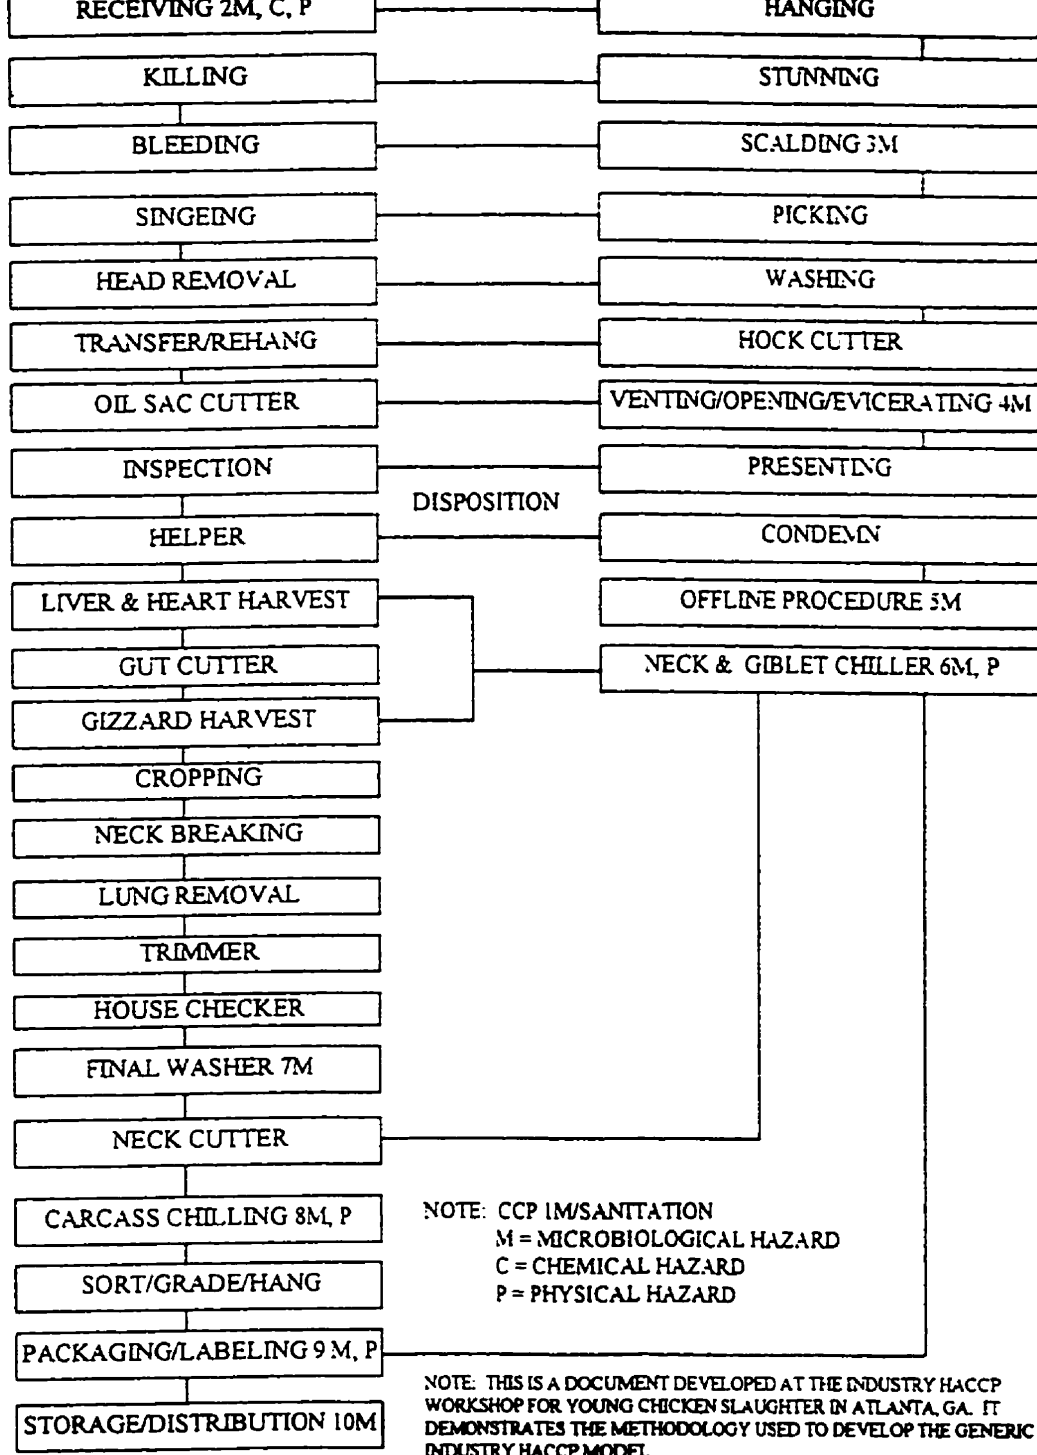 RECEIVING 2M, C, P
HANGING
KILLING
STUNNING
BLEEDING
SCALDING 3M
SINGEING
PICKING
HEAD REMOVAL
WASHING
TRANSFER/REHANG
HOCK CUTTER
OIL SAC CUTTER
VENTING/OPENING/EVICERATING 4M
INSPECTION
PRESENTING
DISPOSITION
HELPER
CONDEMN
LIVER & HEART HARVEST
OFFLINE PROCEDURE 5M
GUT CUTTER
NECK & GIBLET CHILLER 6M, P
GIZZARD HARVEST
CROPPING
NECK BREAKING
LUNG REMOVAL
TRIMMER
HOUSE CHECKER
FINAL WASHER 7M
NECK CUTTER
CARCASS CHILLING 8M, P
SORT/GRADE/HANG
PACKAGING/LABELING 9 M, P
STORAGE/DISTRIBUTION 10M
NOTE: CCP 1M/SANITATION
M = MICROBIOLOGICAL HAZARD
C = CHEMICAL HAZARD
P = PHYSICAL HAZARD
NOTE: THIS IS A DOCUMENT DEVELOPED AT THE INDUSTRY HACCP
WORKSHOP FOR YOUNG CHICKEN SLAUGHTER IN ATLANTA, GA. IT
DEMONSTRATES THE METHODOLOGY USED TO DEVELOP THE GENERIC
INDUSTRY HACCP MODEL.